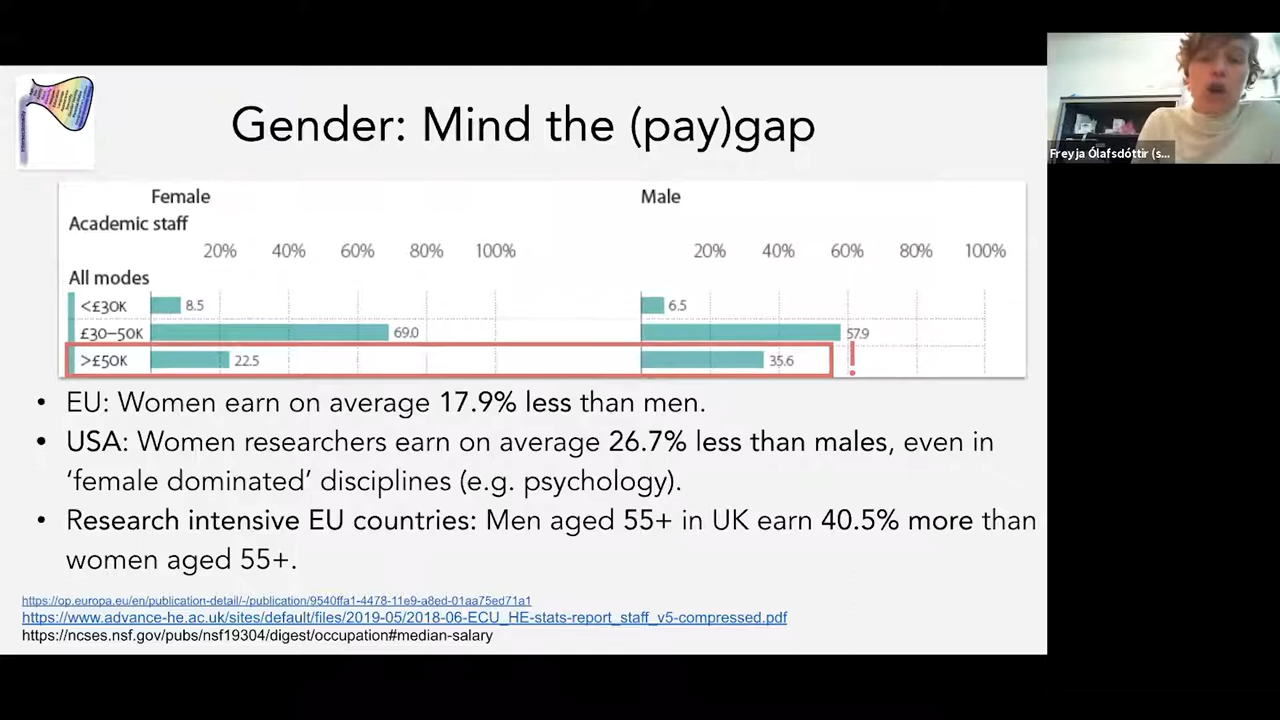 Gender: Mind the (pay)gap
Freyja Ólafsdóttir (s...
Female
Male
Academic staff
20% 40% 60% 80% 100%
20% 40% 60% 80% 100%
All modes
<£30K 8.5 6.5
£30–50K 69.0 57.9
>£50K 22.5 35.6 !
• EU: Women earn on average 17.9% less than men.
• USA: Women researchers earn on average 26.7% less than males, even in
‘female dominated’ disciplines (e.g. psychology).
• Research intensive EU countries: Men aged 55+ in UK earn 40.5% more than
women aged 55+.
https://op.europa.eu/en/publication-detail/-/publication/9540ffa1-4478-11e9-a8ed-01aa75ed71a1
https://www.advance-he.ac.uk/sites/default/files/2019-05/2018-06-ECU_HE-stats-report_staff_v5-compressed.pdf
https://ncses.nsf.gov/pubs/nsf19304/digest/occupation#median-salary